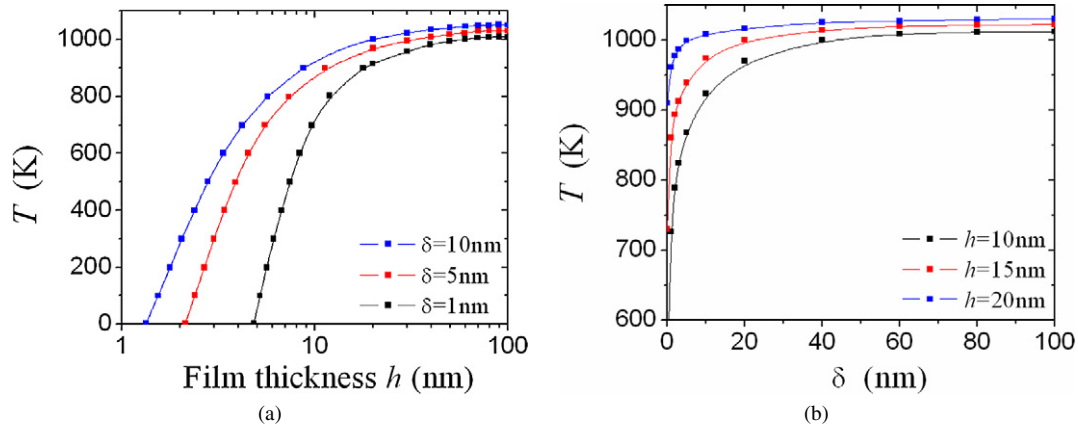 1000
800
600
400
200
0
T (K)
δ=10nm
δ=5nm
δ=1nm
1
10
100
Film thickness h (nm)
(a)
1000
900
800
700
600
T (K)
h=10nm
h=15nm
h=20nm
0
20
40
60
80
100
δ (nm)
(b)